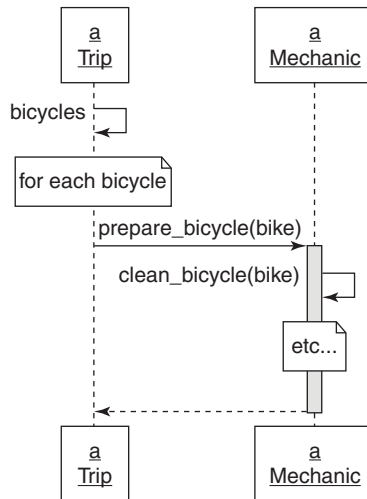 a
Trip
a
Mechanic
bicycles
for each bicycle
prepare_bicycle(bike)
clean_bicycle(bike)
etc...
a
Trip
a
Mechanic